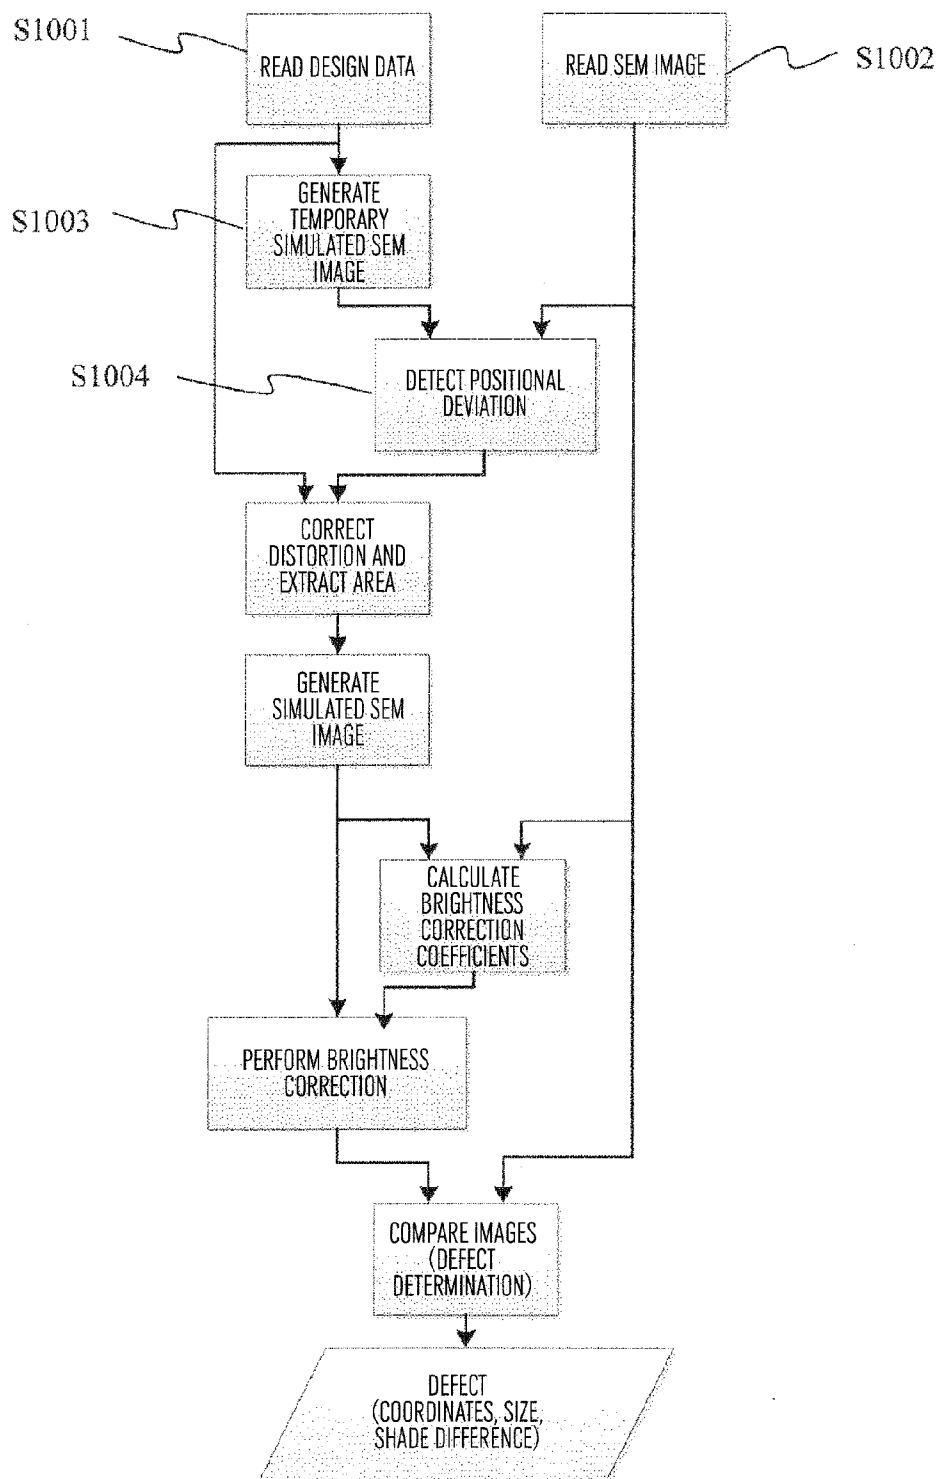 S1001
READ DESIGN DATA
READ SEM IMAGE
S1002
S1003
GENERATE
TEMPORARY
SIMULATED SEM
IMAGE
S1004
DETECT POSITIONAL
DEVIATION
CORRECT
DISTORTION AND
EXTRACT AREA
GENERATE
SIMULATED SEM
IMAGE
CALCULATE
BRIGHTNESS
CORRECTION
COEFFICIENTS
PERFORM BRIGHTNESS
CORRECTION
COMPARE IMAGES
(DEFECT
DETERMINATION)
DEFECT
(COORDINATES, SIZE,
SHADE DIFFERENCE)